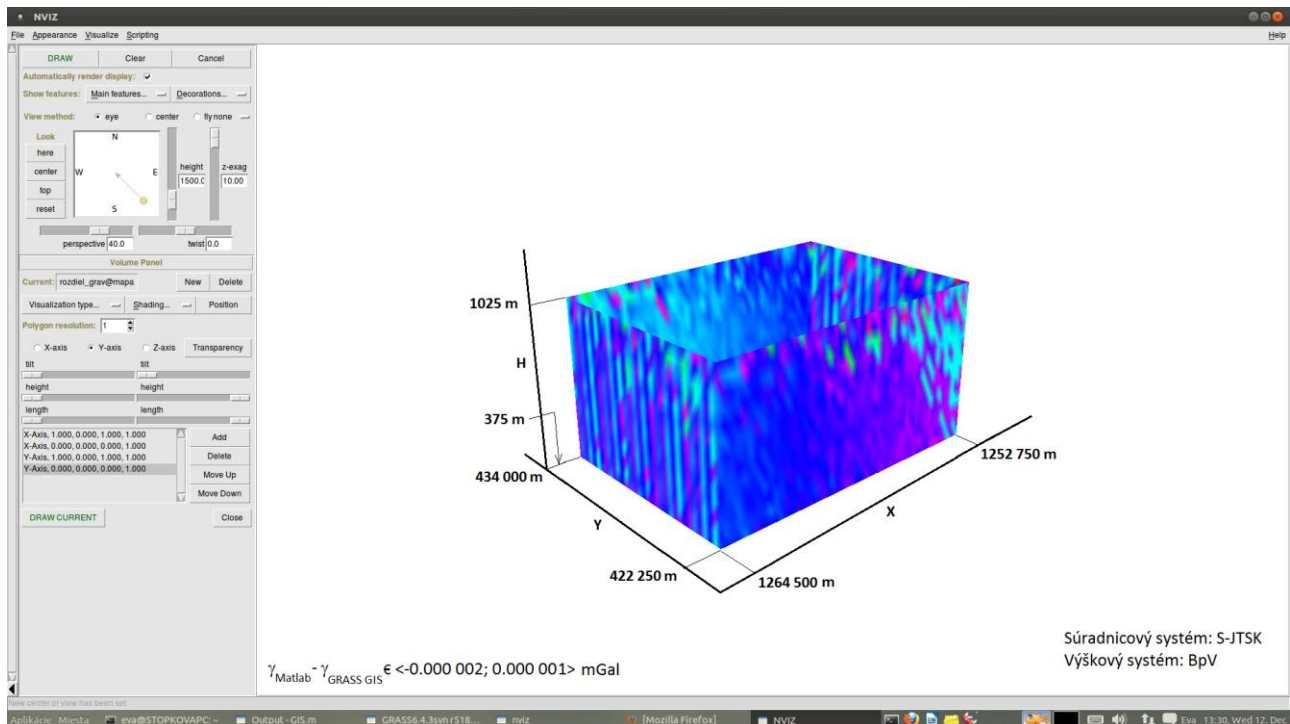 NVIZ
File Appearance Visualize Scripting Help
DRAW Clear Cancel
Automatically render display:
Show features: Main features... Decorations...
View method: eye center fly none
Look
here
center
top
reset
N
W E
S
height
1500.0
z-exag
10.00
perspective 40.0 twist 0.0
Volume Panel
Current: rozdiel_grav@mapa New Delete
Visualization type... Shading... Position
Polygon resolution: 1
X-axis Y-axis Z-axis Transparency
tilt tilt
height height
length length
X-Axis, 1.000, 0.000, 1.000, 1.000
X-Axis, 0.000, 0.000, 0.000, 1.000
Y-Axis, 1.000, 0.000, 1.000, 1.000
Y-Axis, 0.000, 0.000, 0.000, 1.000
Add
Delete
Move Up
Move Down
DRAW CURRENT Close
1025 m
H
375 m
434 000 m
1252 750 m
Y
X
422 250 m
1264 500 m
Súradnicový systém: S-JTSK
Výškový systém: BpV
γMatlab - γGRASS GIS ϵ <-0.000 002; 0.000 001> mGal
New center of view has been set
Aplikácie Miesta eva@STOPKOVAPC: ~ Output - GIS.m GRASS6.4.3svn r518... nviz [Mozilla Firefox] NVIZ Eva 13:30, Wed 12. Dec